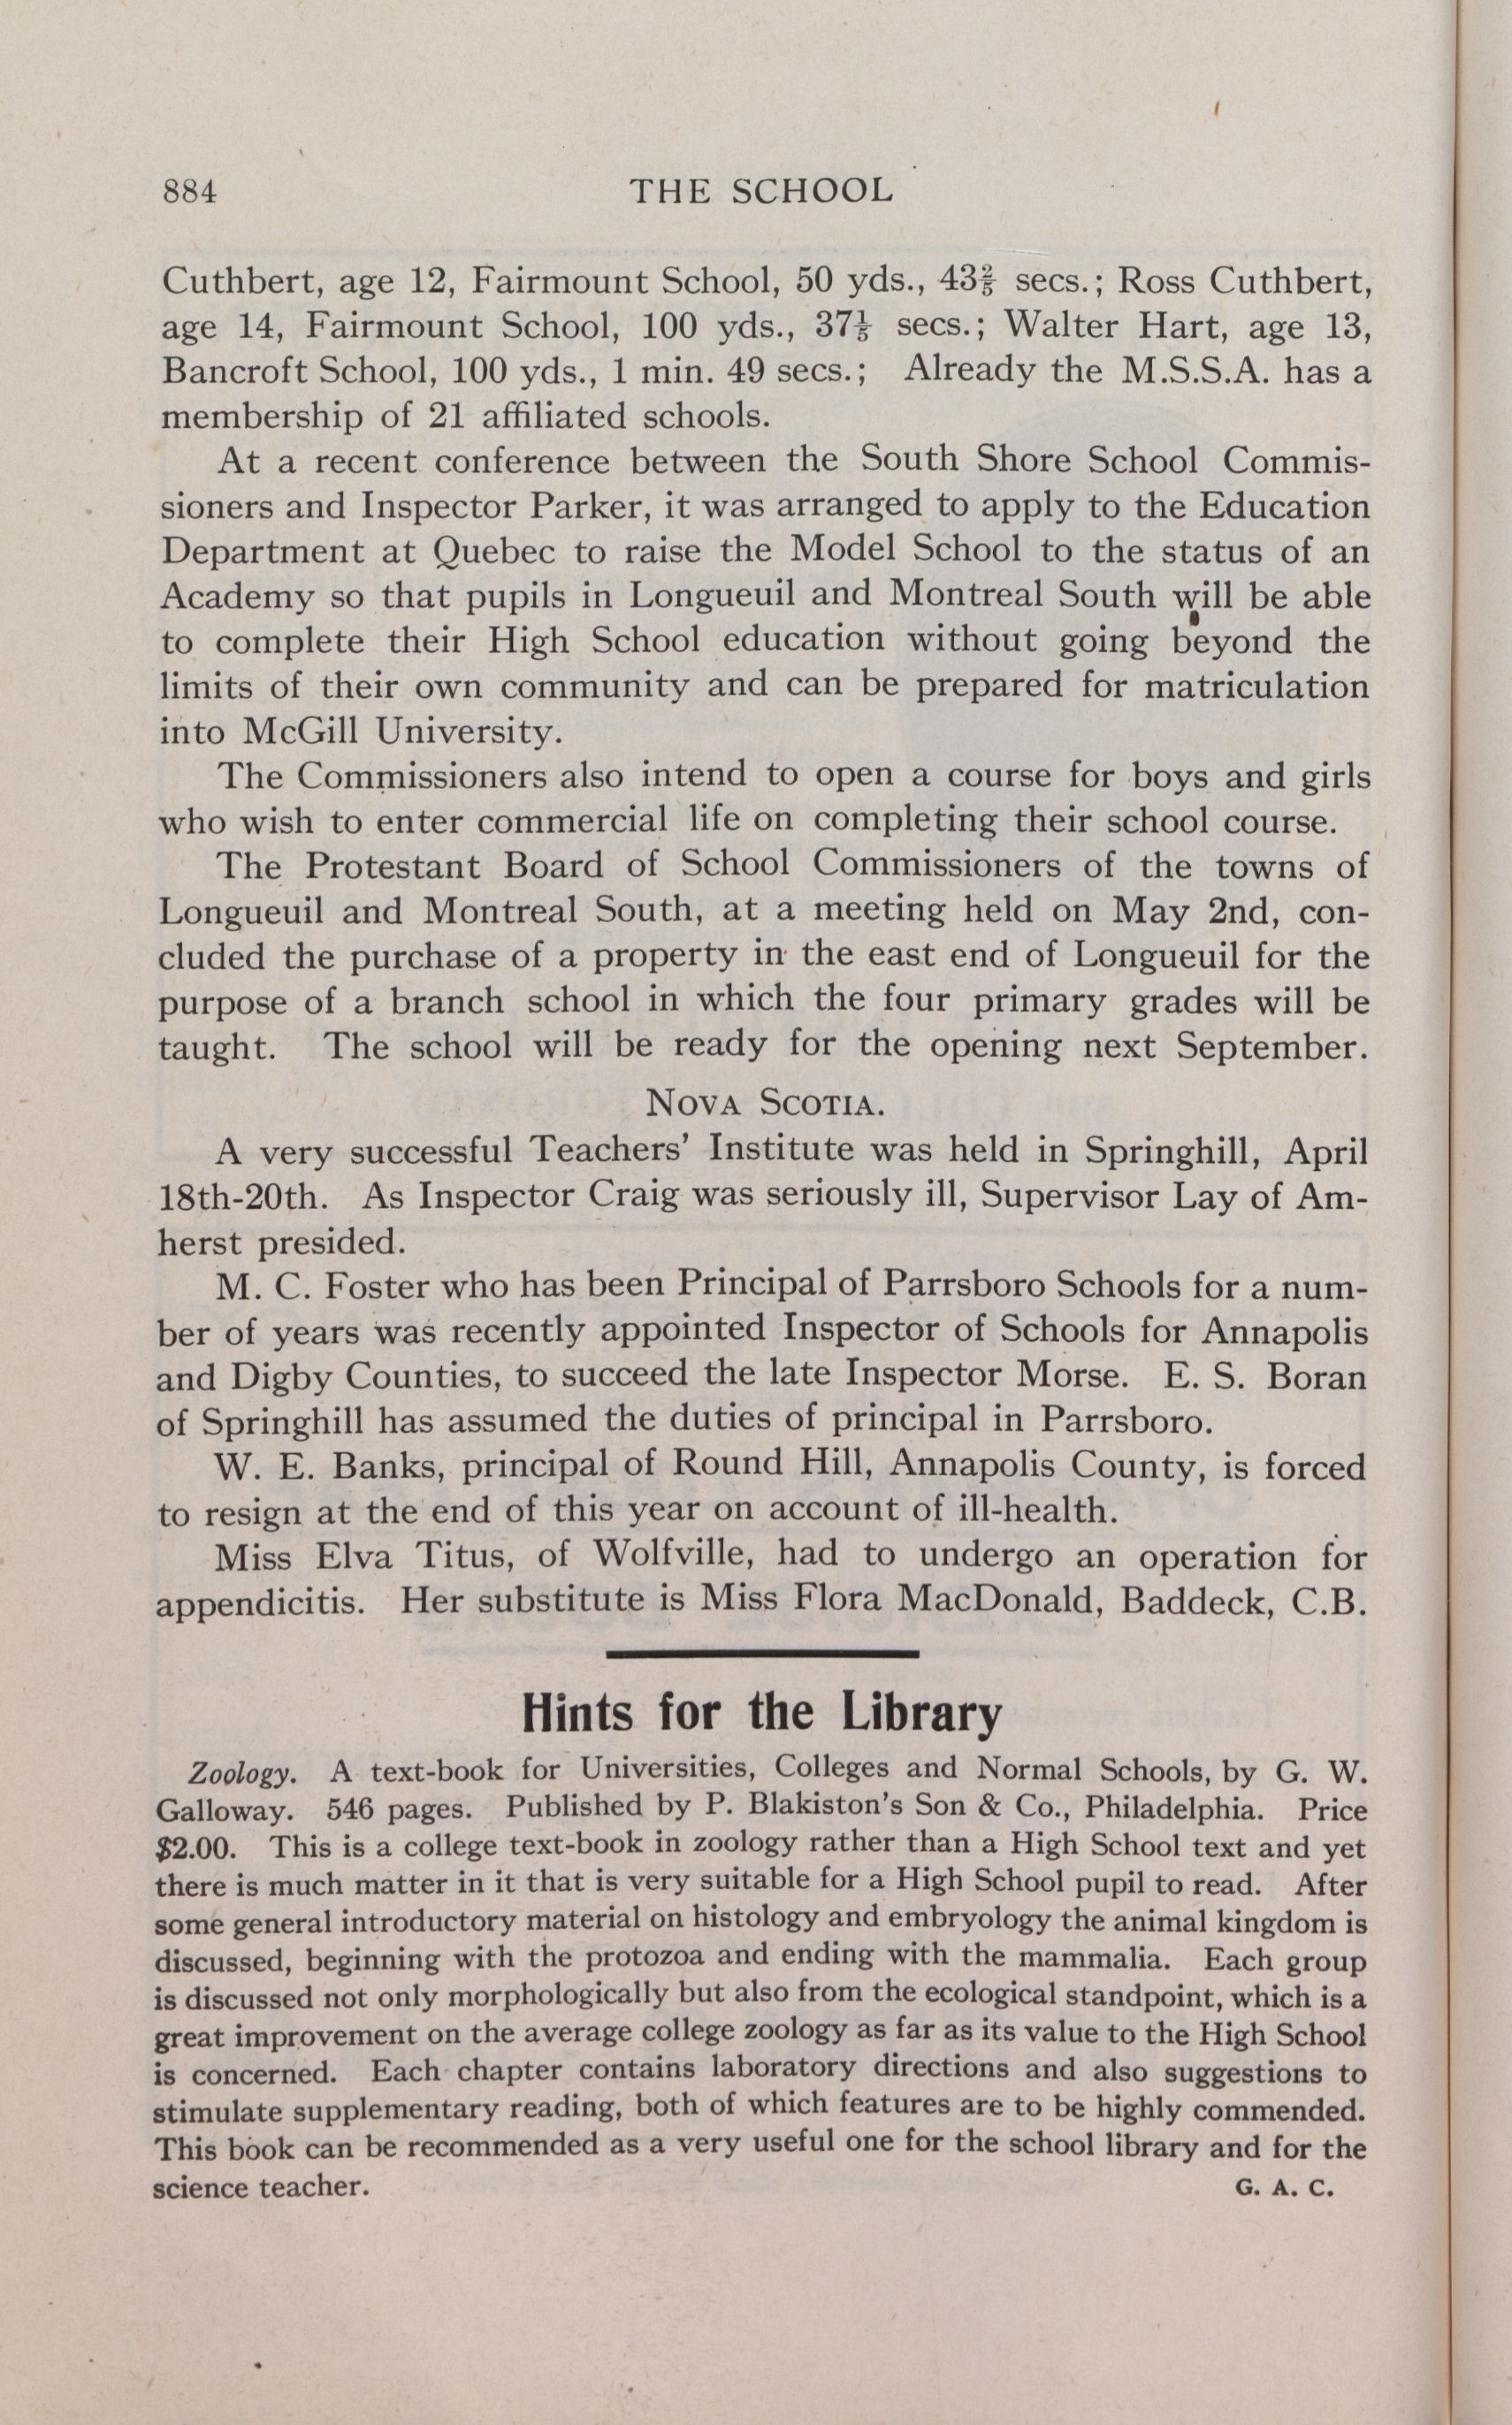 884 THE SCHOOL
Cuthbert, age 12, Fairmount School, 50 yds., 43⅖ secs.; Ross Cuthbert,
age 14, Fairmount School, 100 yds., 37⅕ secs.; Walter Hart, age 13,
Bancroft School, 100 yds., 1 min. 49 secs.; Already the M.S.S.A. has a
membership of 21 affiliated schools.
At a recent conference between the South Shore School Commis-
sioners and Inspector Parker, it was arranged to apply to the Education
Department at Quebec to raise the Model School to the status of an
Academy so that pupils in Longueuil and Montreal South will be able
to complete their High School education without going beyond the
limits of their own community and can be prepared for matriculation
into McGill University.
The Commissioners also intend to open a course for boys and girls
who wish to enter commercial life on completing their school course.
The Protestant Board of School Commissioners of the towns of
Longueuil and Montreal South, at a meeting held on May 2nd, con-
cluded the purchase of a property in the east end of Longueuil for the
purpose of a branch school in which the four primary grades will be
taught. The school will be ready for the opening next September.
NOVA SCOTIA.
A very successful Teachers' Institute was held in Springhill, April
18th-20th. As Inspector Craig was seriously ill, Supervisor Lay of Am-
herst presided.
M. C. Foster who has been Principal of Parrsboro Schools for a num-
ber of years was recently appointed Inspector of Schools for Annapolis
and Digby Counties, to succeed the late Inspector Morse. E. S. Boran
of Springhill has assumed the duties of principal in Parrsboro.
W. E. Banks, principal of Round Hill, Annapolis County, is forced
to resign at the end of this year on account of ill-health.
Miss Elva Titus, of Wolfville, had to undergo an operation for
appendicitis. Her substitute is Miss Flora MacDonald, Baddeck, C.B.
Hints for the Library
Zoology. A text-book for Universities, Colleges and Normal Schools, by G. W.
Galloway. 546 pages. Published by P. Blakiston's Son & Co., Philadelphia. Price
$2.00. This is a college text-book in zoology rather than a High School text and yet
there is much matter in it that is very suitable for a High School pupil to read. After
some general introductory material on histology and embryology the animal kingdom is
discussed, beginning with the protozoa and ending with the mammalia. Each group
is discussed not only morphologically but also from the ecological standpoint, which is a
great improvement on the average college zoology as far as its value to the High School
is concerned. Each chapter contains laboratory directions and also suggestions to
stimulate supplementary reading, both of which features are to be highly commended.
This book can be recommended as a very useful one for the school library and for the
science teacher. G. A. C.